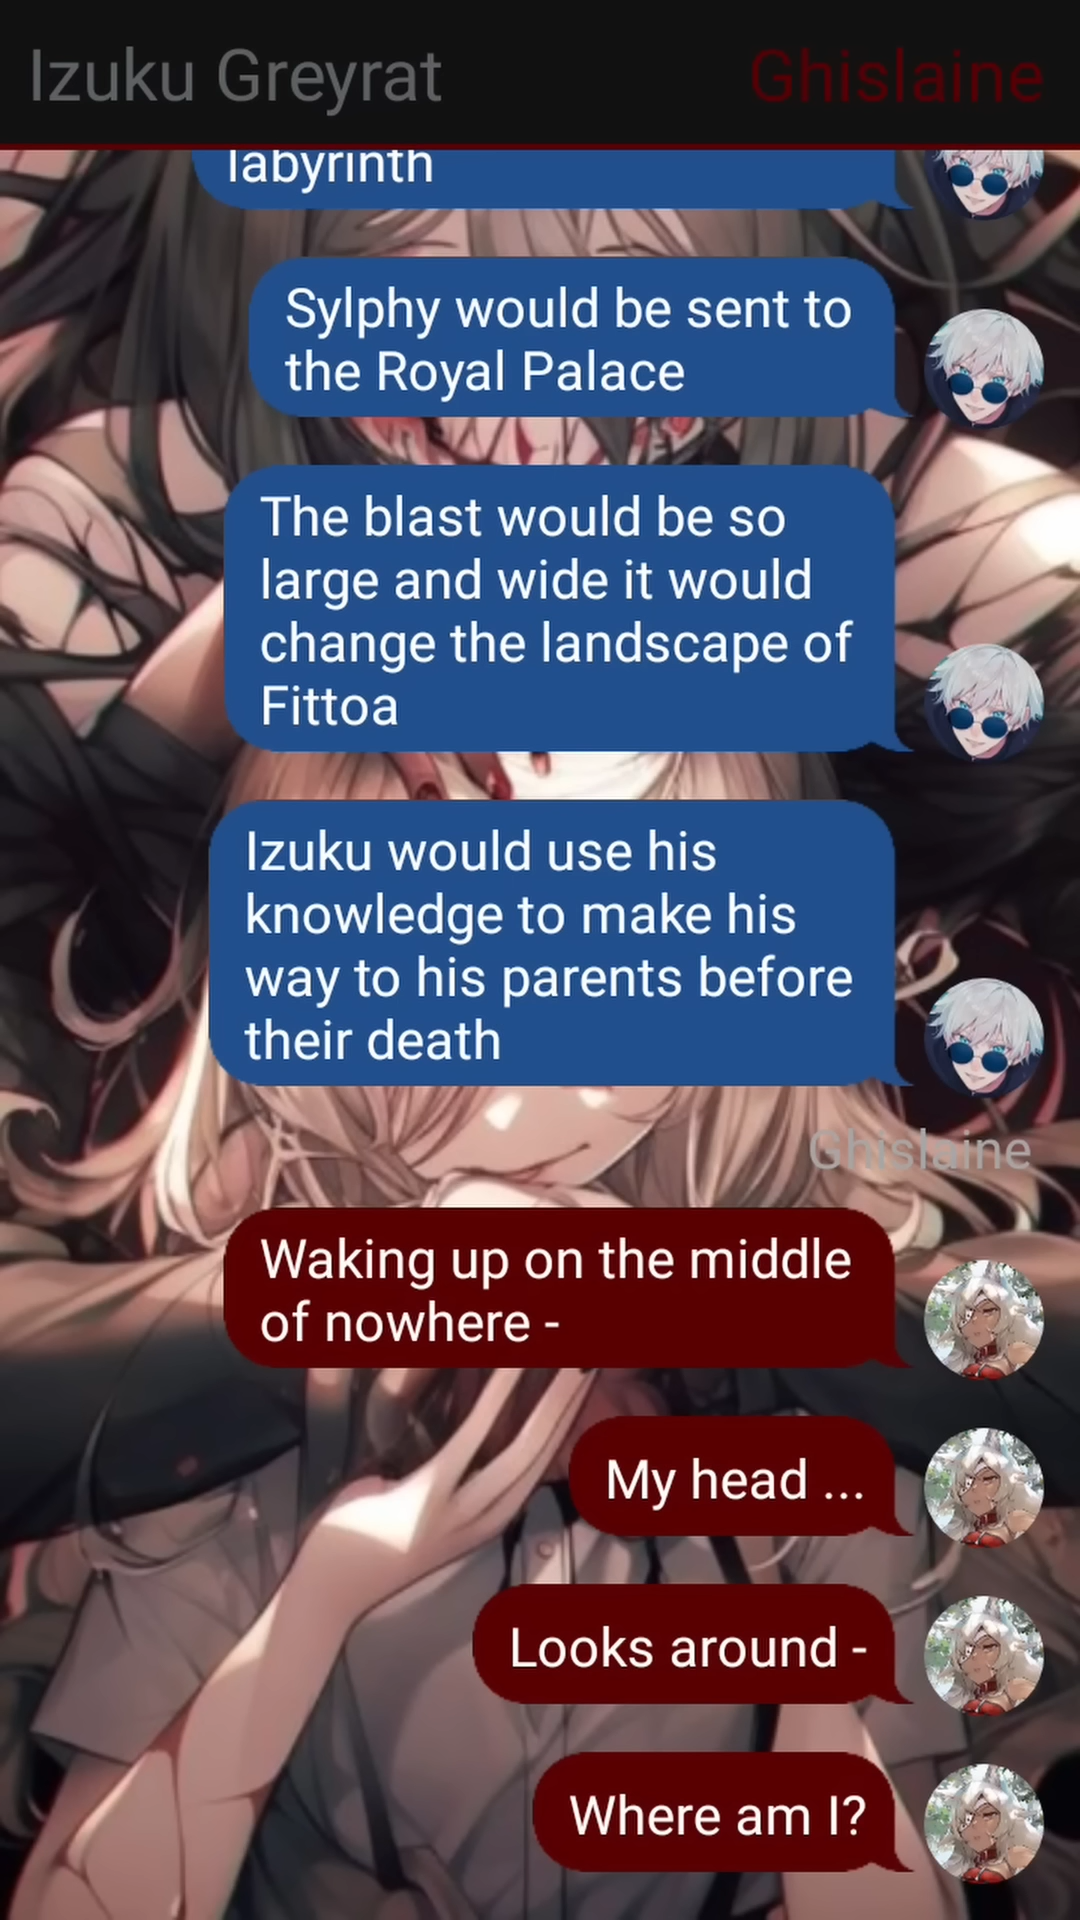 Izuku Greyrat
Ghislaine
labyrinth
Sylphy would be sent to
the Royal Palace
The blast would be so
large and wide it would
change the landscape of
Fittoa
Izuku would use his
knowledge to make his
way to his parents before
their death
Ghislaine
Waking up on the middle
of nowhere -
My head ...
Looks around -
Where am I?